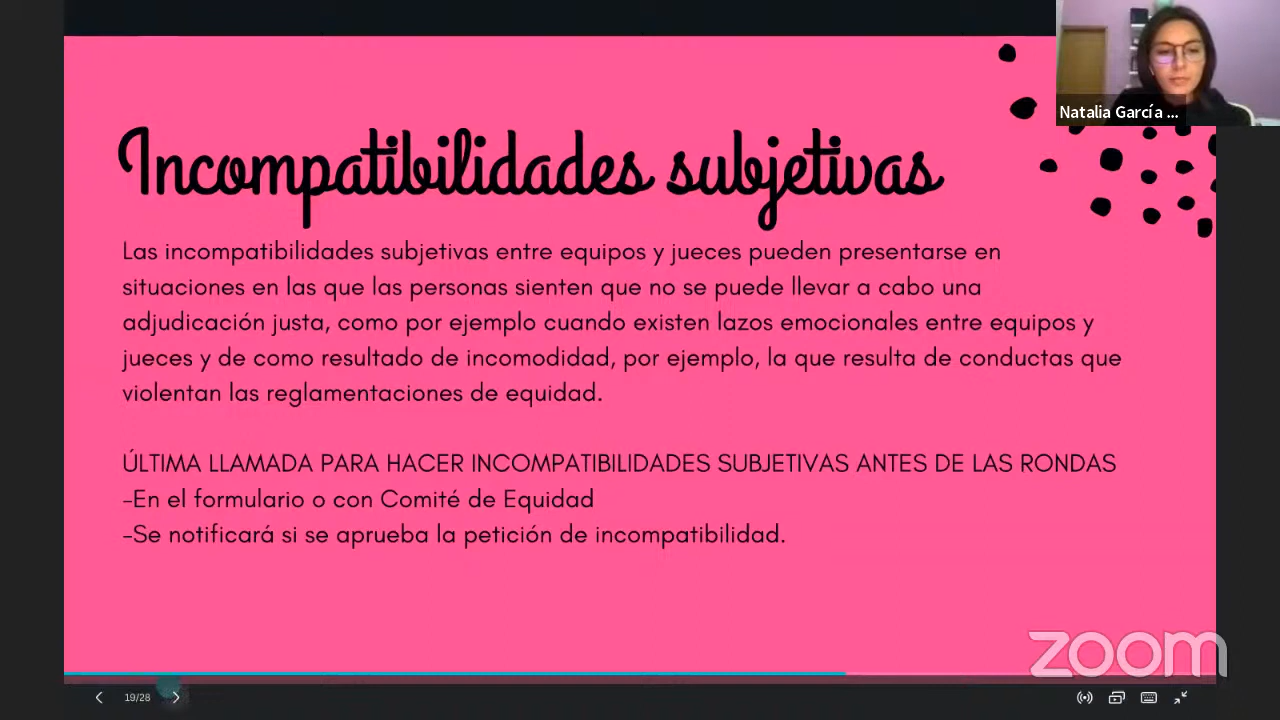 Natalia García ...
Incompatibilidades subjetivas
Las incompatibilidades subjetivas entre equipos y jueces pueden presentarse en
situaciones en las que las personas sienten que no se puede llevar a cabo una
adjudicación justa, como por ejemplo cuando existen lazos emocionales entre equipos y
jueces y de como resultado de incomodidad, por ejemplo, la que resulta de conductas que
violentan las reglamentaciones de equidad.
ÚLTIMA LLAMADA PARA HACER INCOMPATIBILIDADES SUBJETIVAS ANTES DE LAS RONDAS
-En el formulario o con Comité de Equidad
-Se notificará si se aprueba la petición de incompatibilidad.
zoom
19/28